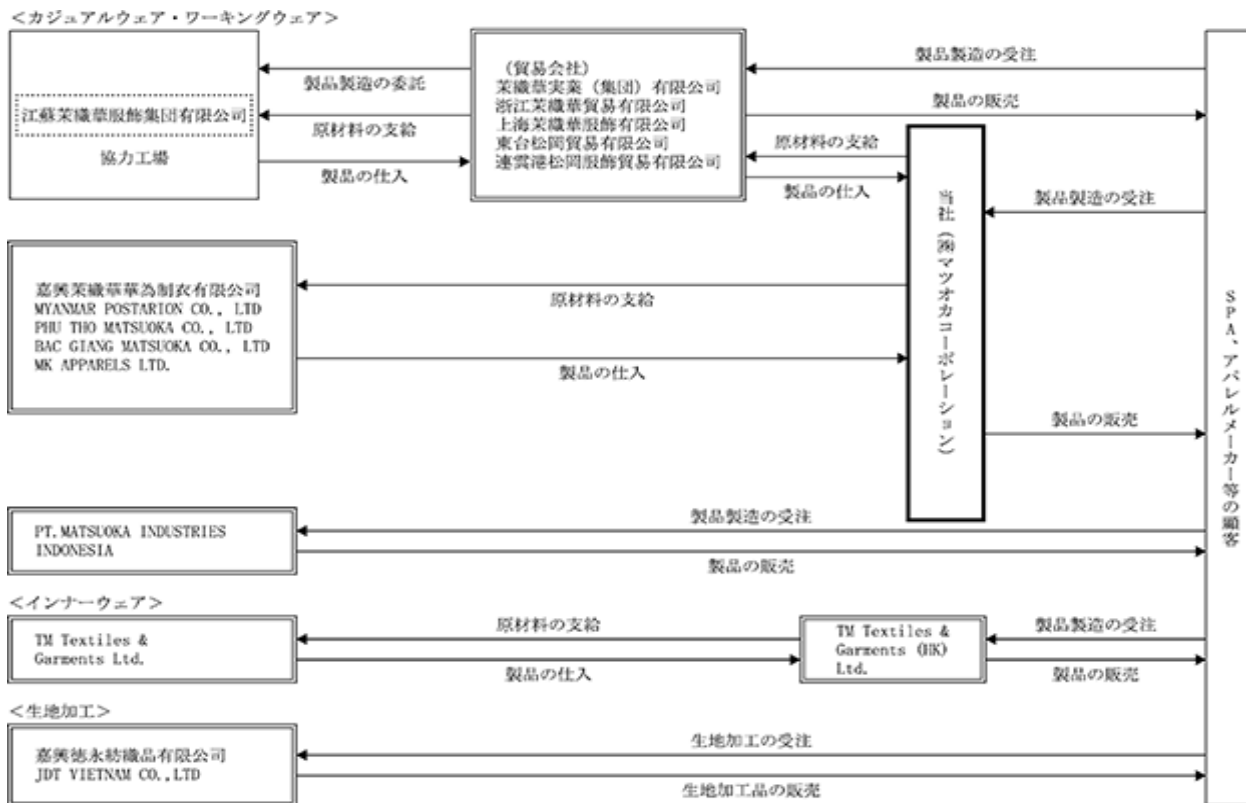 ＜カジュアルウェア・ワーキングウェア＞
江蘇茉織華服飾集団有限公司
協力工場
製品製造の委託
原材料の支給
製品の仕入
（貿易会社）
茉織華実業（集団）有限公司
浙江茉織華貿易有限公司
上海茉織華服飾有限公司
東台松岡貿易有限公司
連雲港松岡服飾貿易有限公司
製品製造の受注
製品の販売
原材料の支給
製品の仕入
当社（㈱マツオカコーポレーション）
製品製造の受注
SPA、アパレルメーカー等の顧客
嘉興茉織華華為制衣有限公司
MYANMAR POSTARION CO., LTD
PHU THO MATSUOKA CO., LTD
BAC GIANG MATSUOKA CO., LTD
MK APPARELS LTD.
原材料の支給
製品の仕入
製品の販売
PT.MATSUOKA INDUSTRIES
INDONESIA
製品製造の受注
製品の販売
＜インナーウェア＞
TM Textiles &
Garments Ltd.
原材料の支給
製品の仕入
TM Textiles &
Garments (HK)
Ltd.
製品製造の受注
製品の販売
＜生地加工＞
嘉興徳永紡織品有限公司
JDT VIETNAM CO.,LTD
生地加工の受注
生地加工品の販売